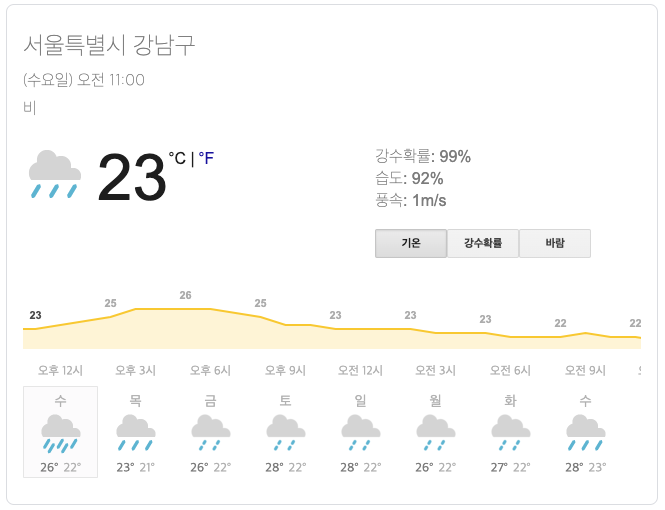 서울특별시 강남구
(수요일) 오전 11:00
비
23 °C | °F
강수확률: 99%
습도: 92%
풍속: 1m/s
기온 강수확률 바람
23 25 26 25 23 23 23 22 22
오후 12시 오후 3시 오후 6시 오후 9시 오전 12시 오전 3시 오전 6시 오전 9시
수 목 금 토 일 월 화 수
26° 22° 23° 21° 26° 22° 28° 22° 28° 22° 26° 22° 27° 22° 28° 23°